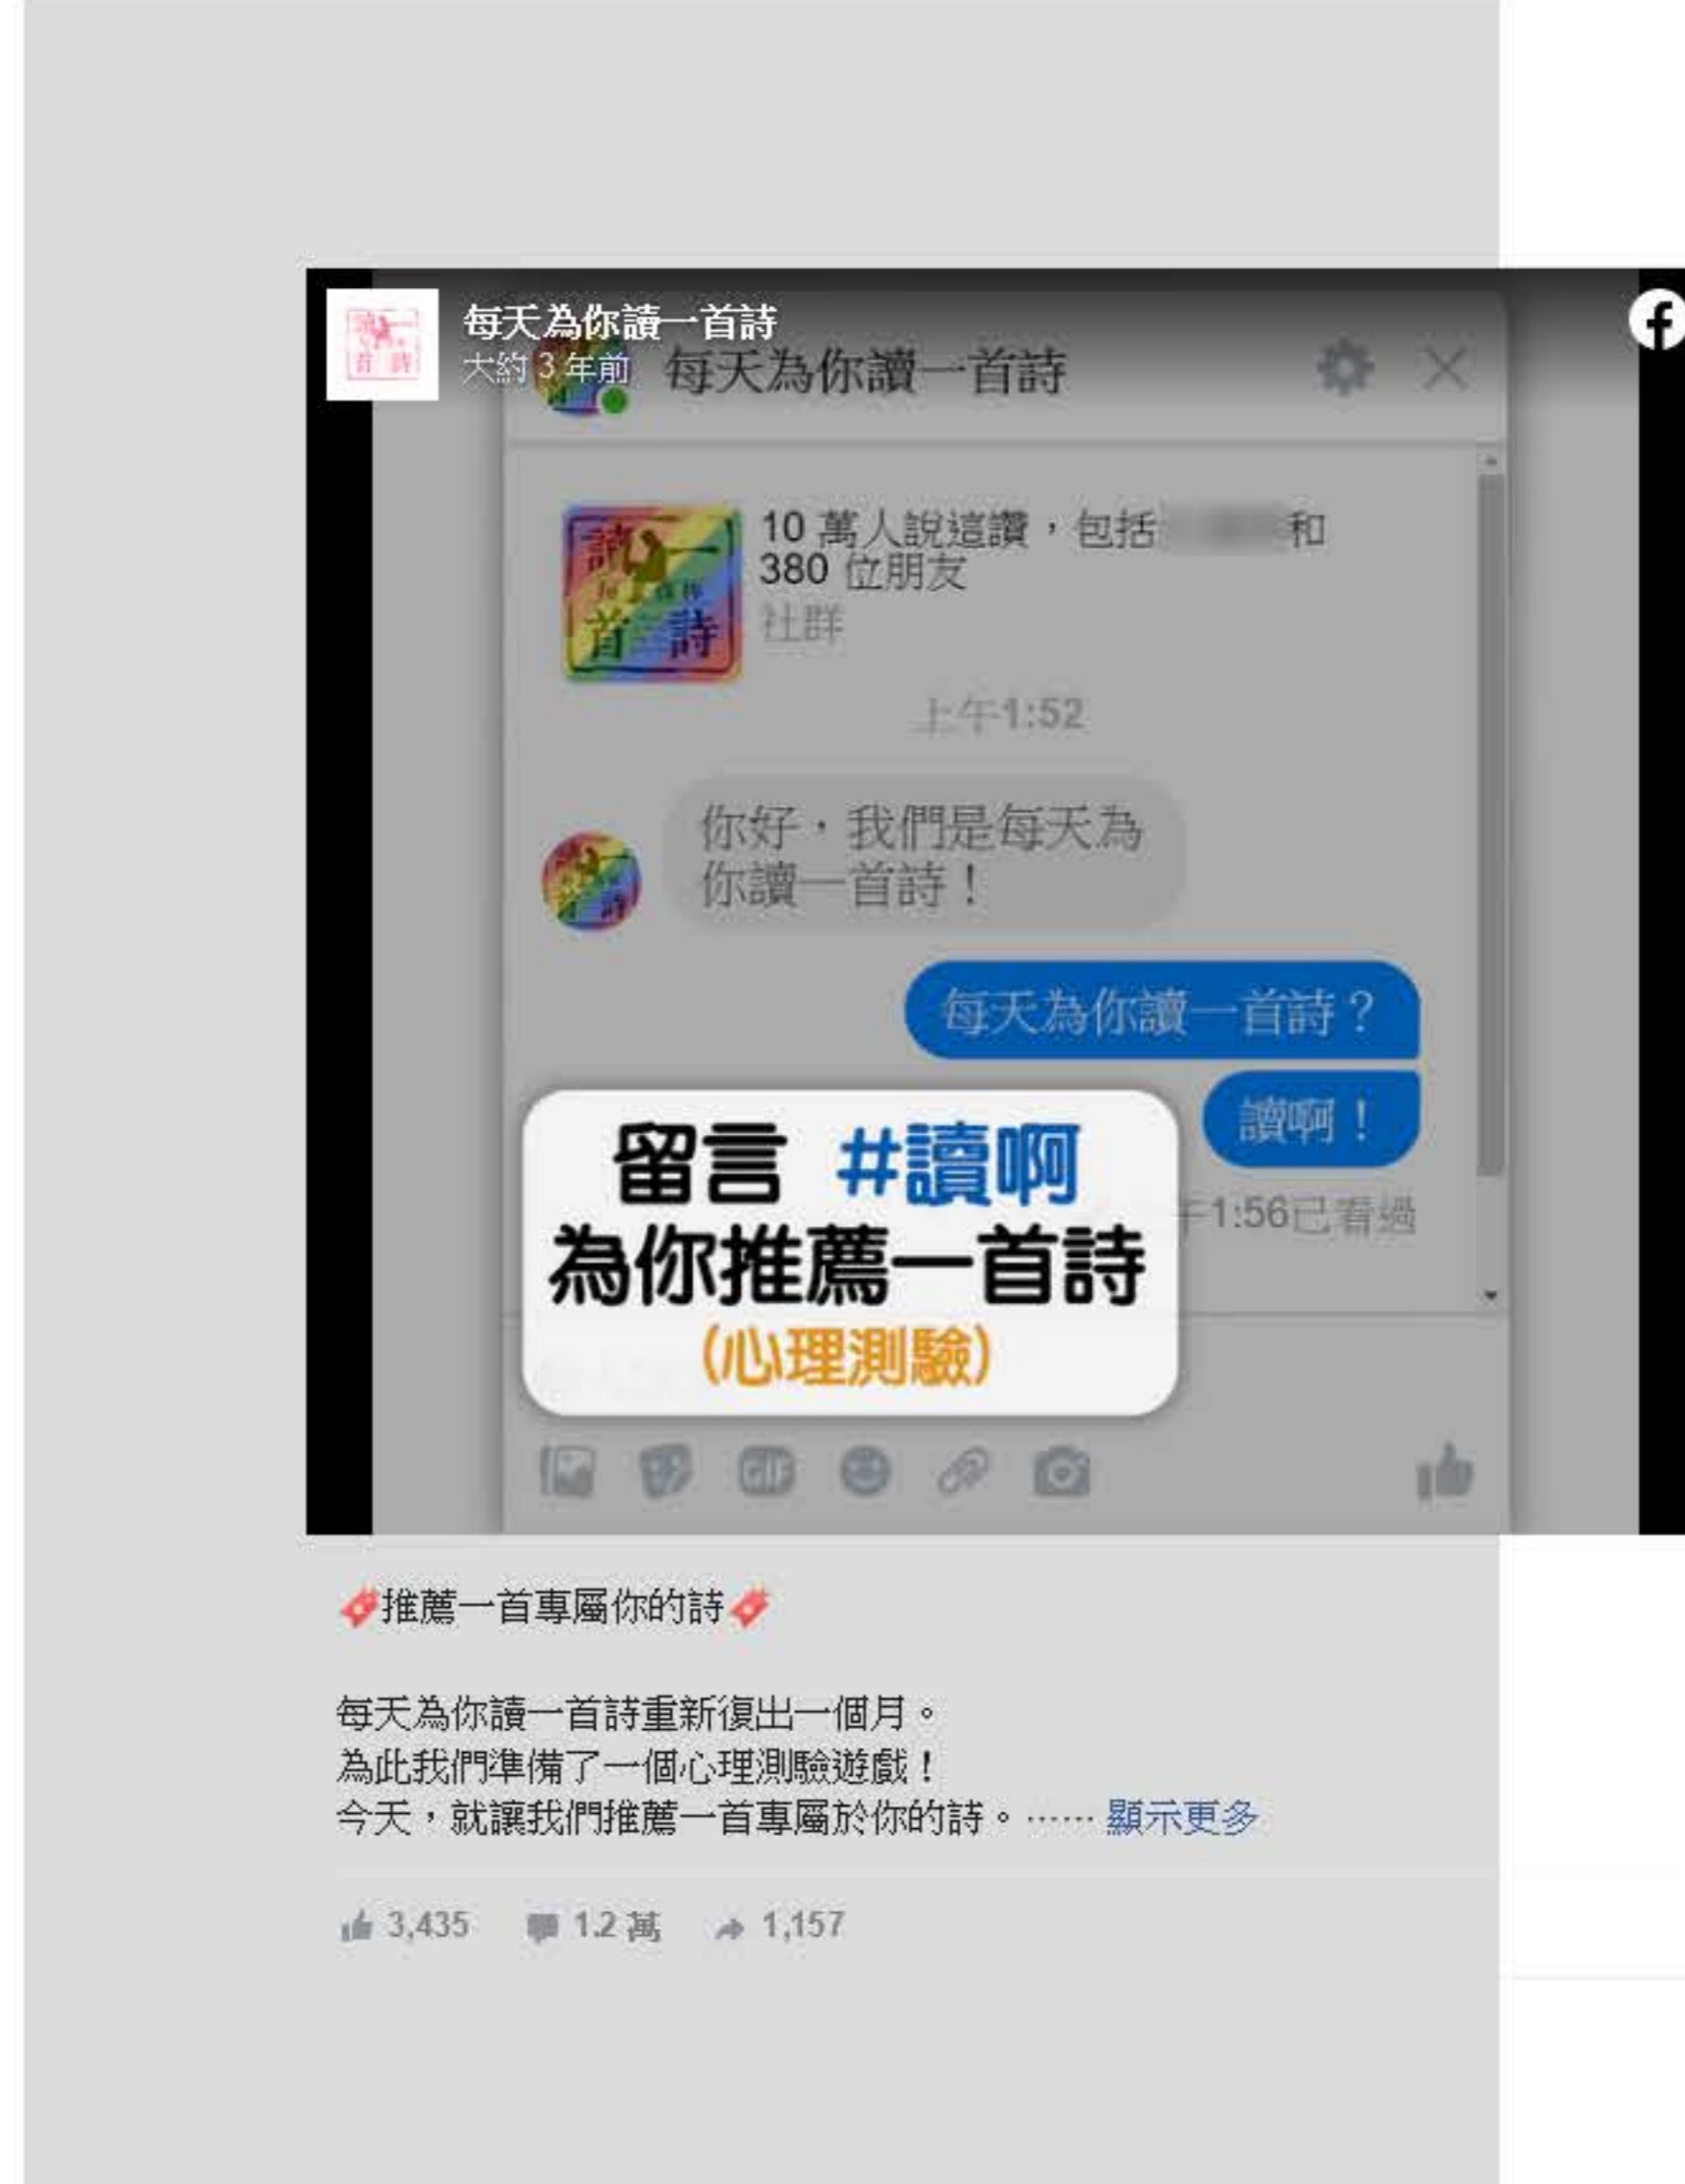 每天為你讀一首詩
大約 3 年前
每天為你讀一首詩
讀一
首 詩
10 萬人說這讚，包括
和
380 位朋友
社群
上午1:52
你好，我們是每天為
你讀一首詩！
每天為你讀一首詩？
讀啊！
午1:56已看過
留言 #讀啊
為你推薦一首詩
(心理測驗)
GIF
推薦一首專屬你的詩
每天為你讀一首詩重新復出一個月。
為此我們準備了一個心理測驗遊戲！
今天，就讓我們推薦一首專屬於你的詩。⋯⋯ 顯示更多
3,435 1.2 萬 1,157